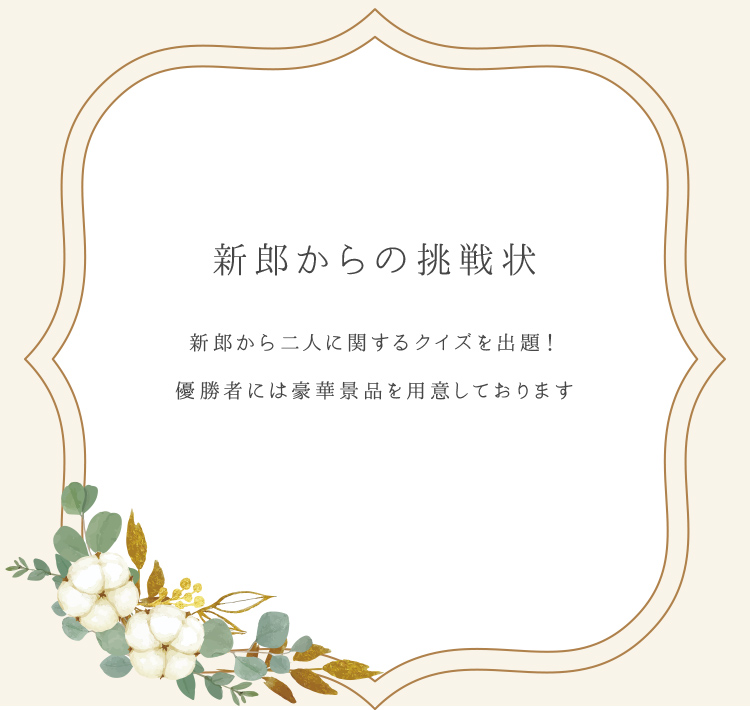 新郎からの挑戦状
新郎から二人に関するクイズを出題！
優勝者には豪華景品を用意しております